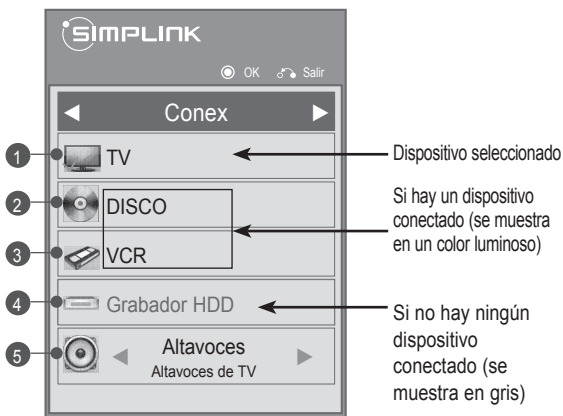 SIMPLINK
OK Salir
Conex
1 TV
2 DISCO
3 VCR
4 Grabador HDD
5 Altavoces
Altavoces de TV
Dispositivo seleccionado
Si hay un dispositivo
conectado (se muestra
en un color luminoso)
Si no hay ningún
dispositivo
conectado (se
muestra en gris)